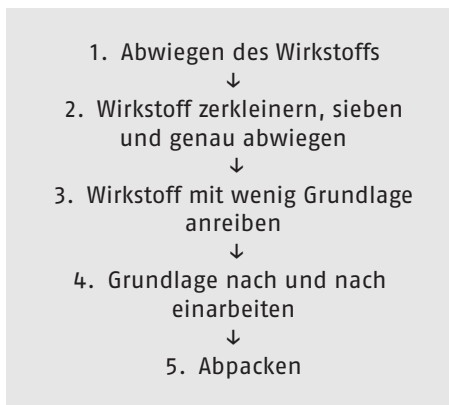 1. Abwiegen des Wirkstoffs
↓
2. Wirkstoff zerkleinern, sieben
und genau abwiegen
↓
3. Wirkstoff mit wenig Grundlage
anreiben
↓
4. Grundlage nach und nach
einarbeiten
↓
5. Abpacken